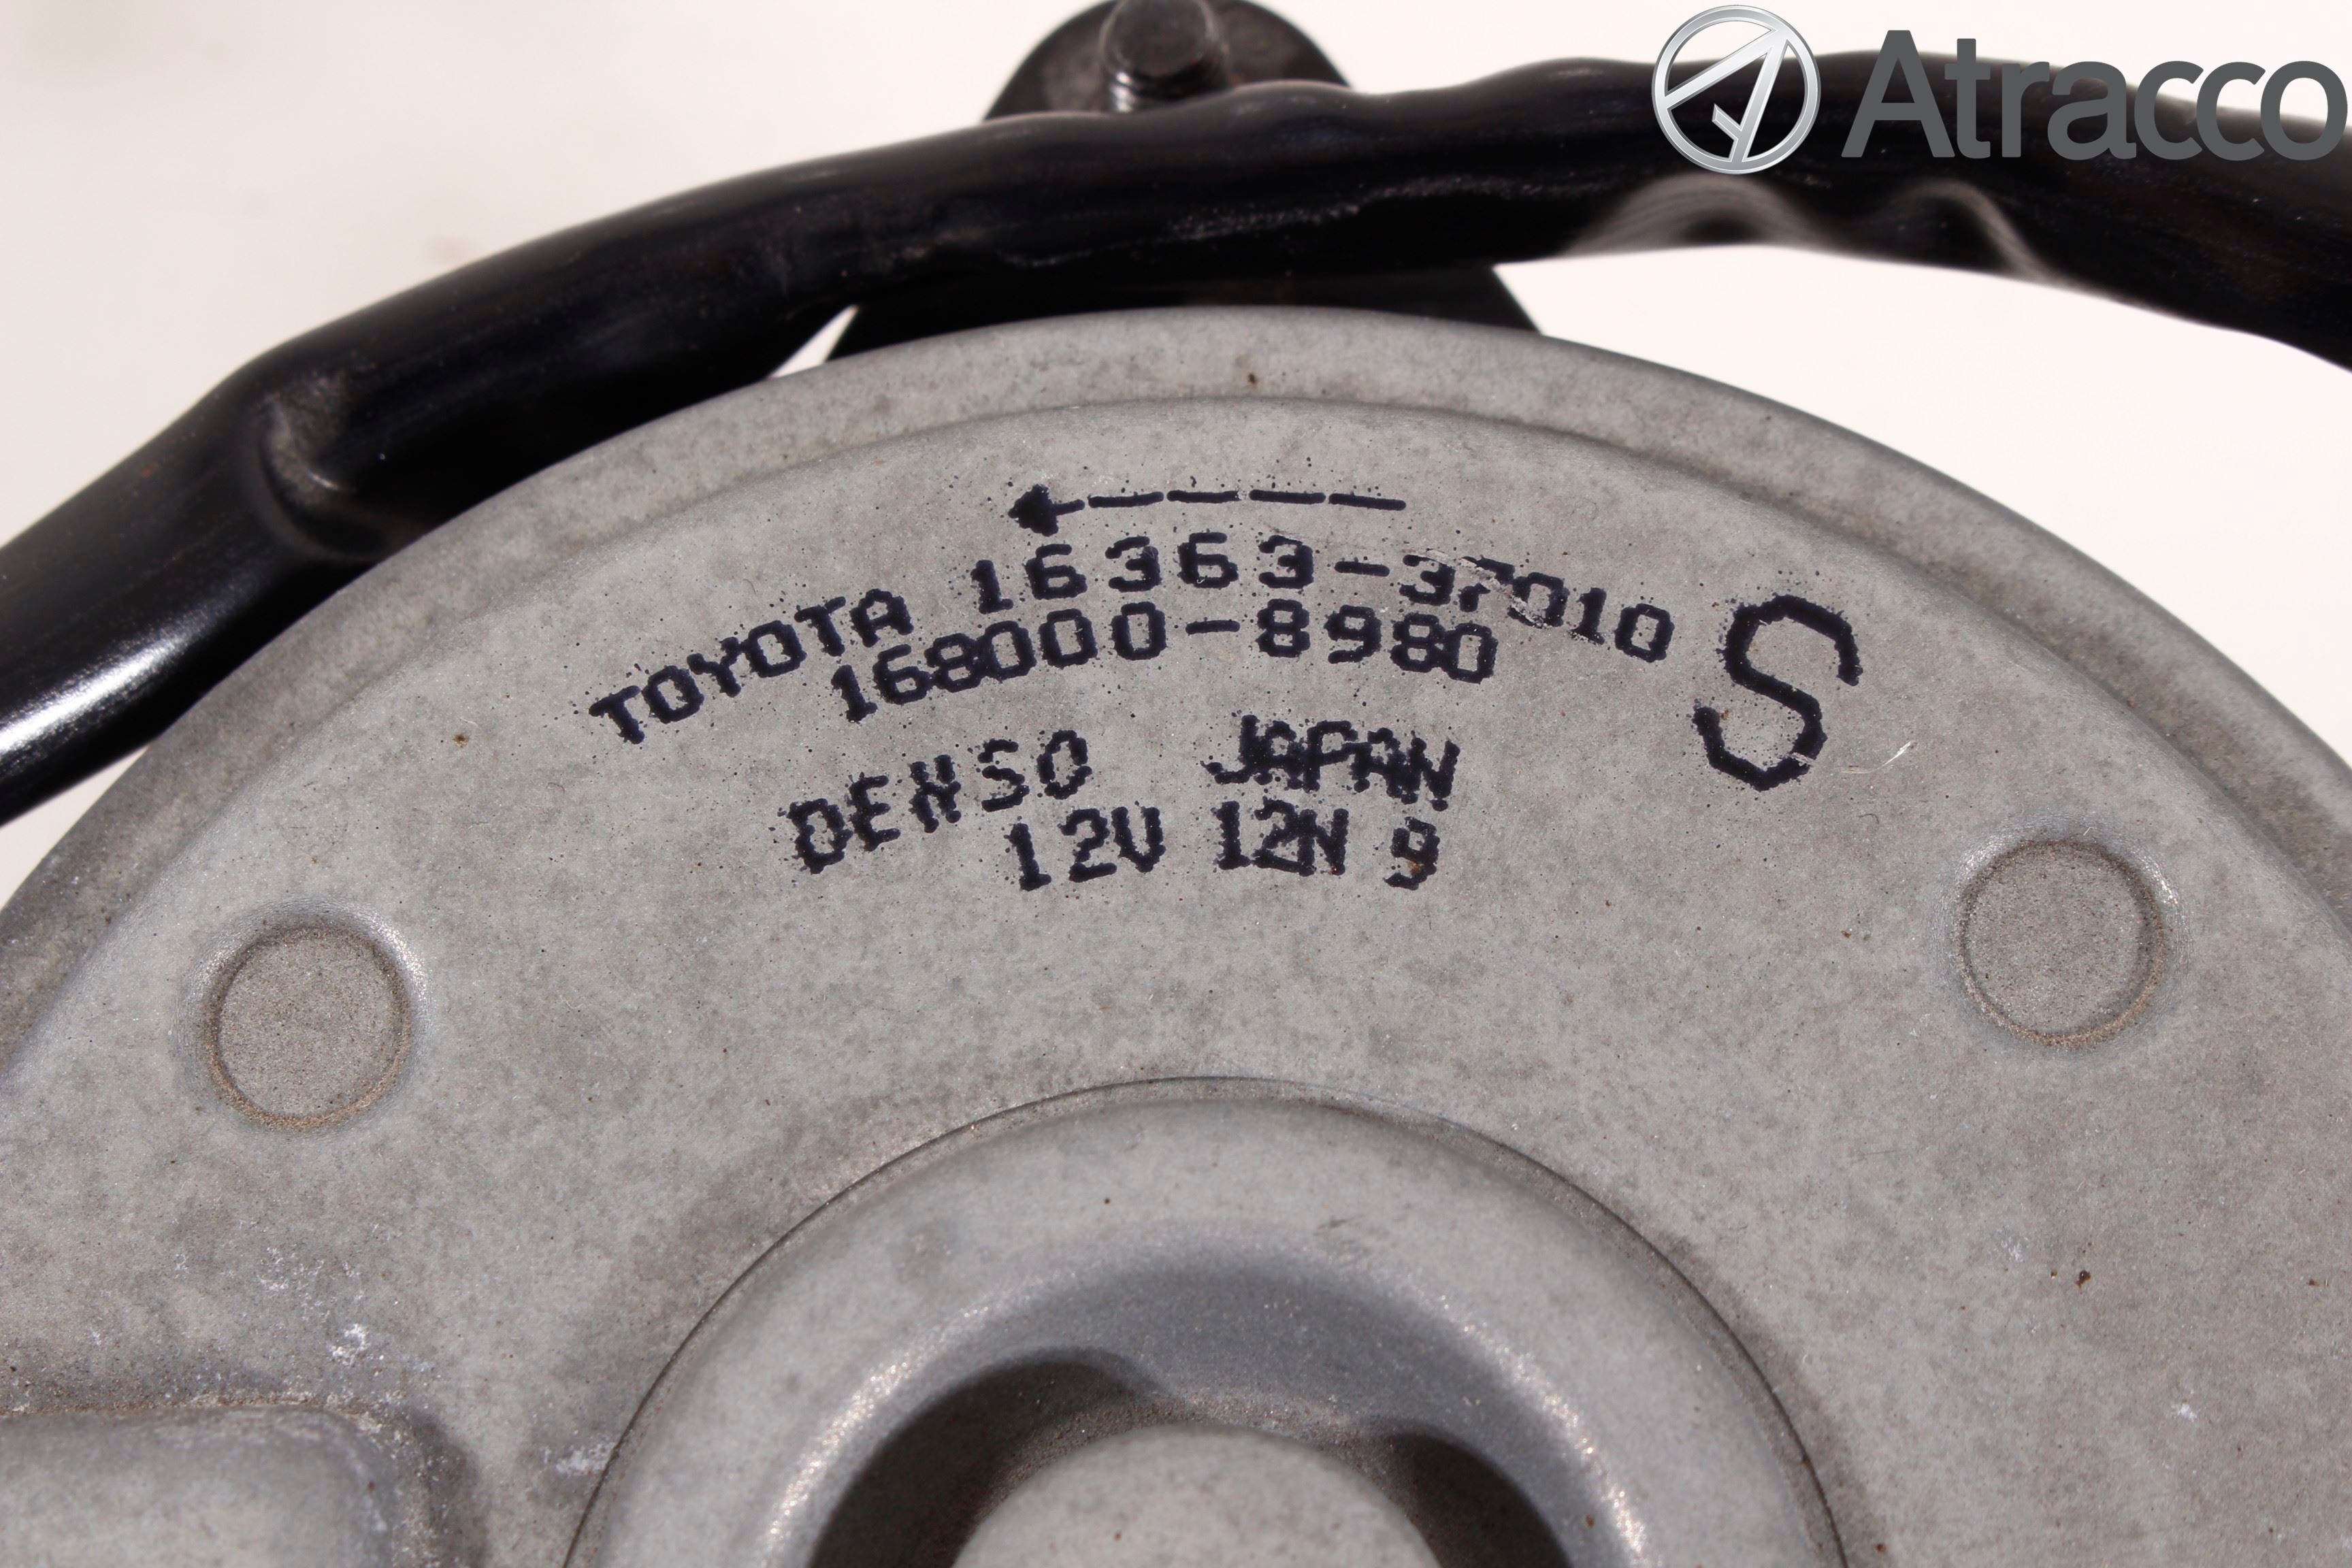 Atracco
TOYOTA 16363-37010
168000-8980
S
DENSO JAPAN
12V 12N 9